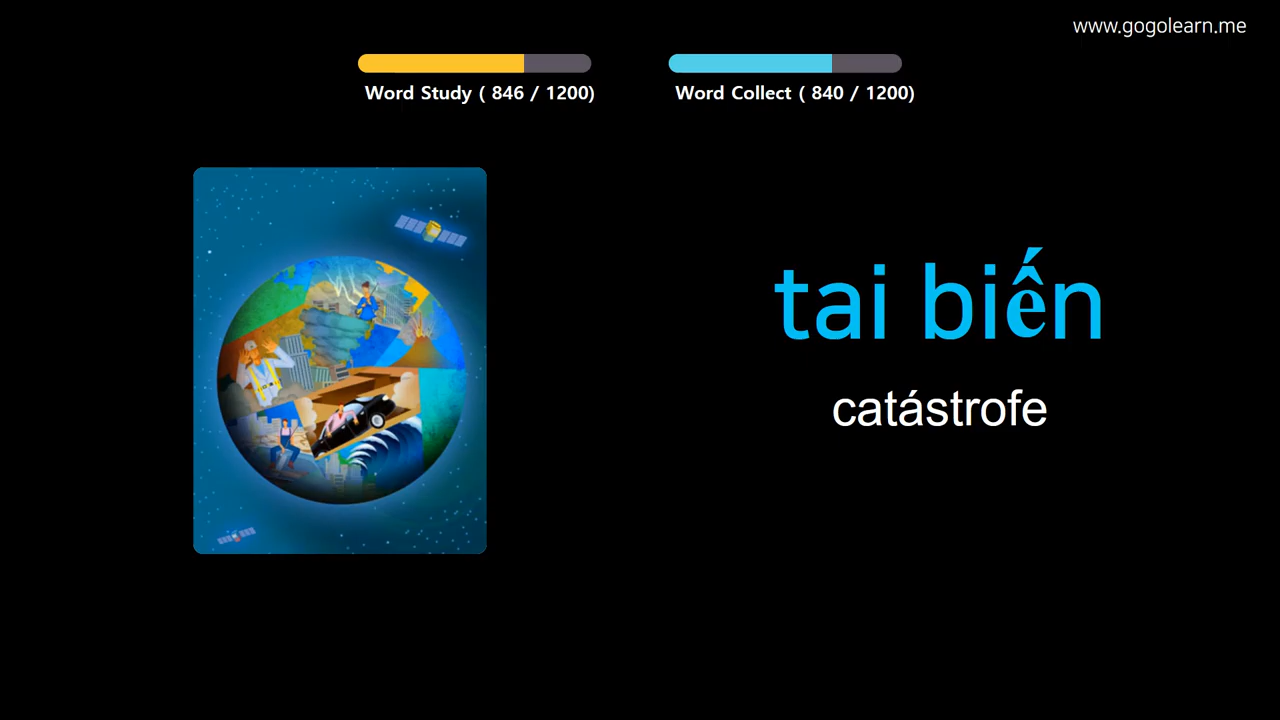 www.gogolearn.me
Word Study ( 846 / 1200)
Word Collect ( 840 / 1200)
tai biến
catástrofe